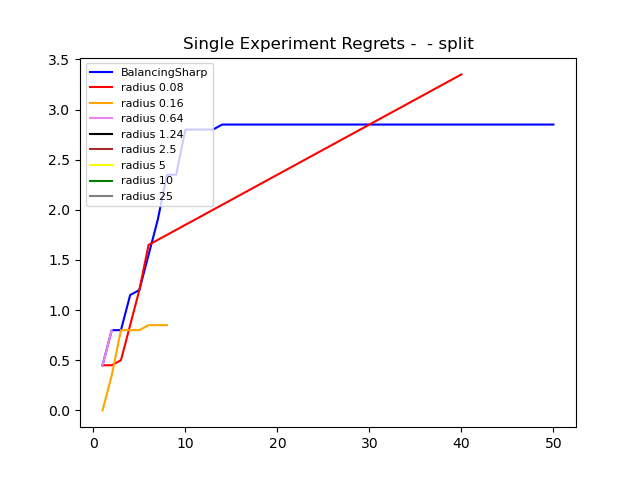 Single Experiment Regrets -  - split
BalancingSharp
radius 0.08
radius 0.16
radius 0.64
radius 1.24
radius 2.5
radius 5
radius 10
radius 25
3.5
3.0
2.5
2.0
1.5
1.0
0.5
0.0
0 10 20 30 40 50